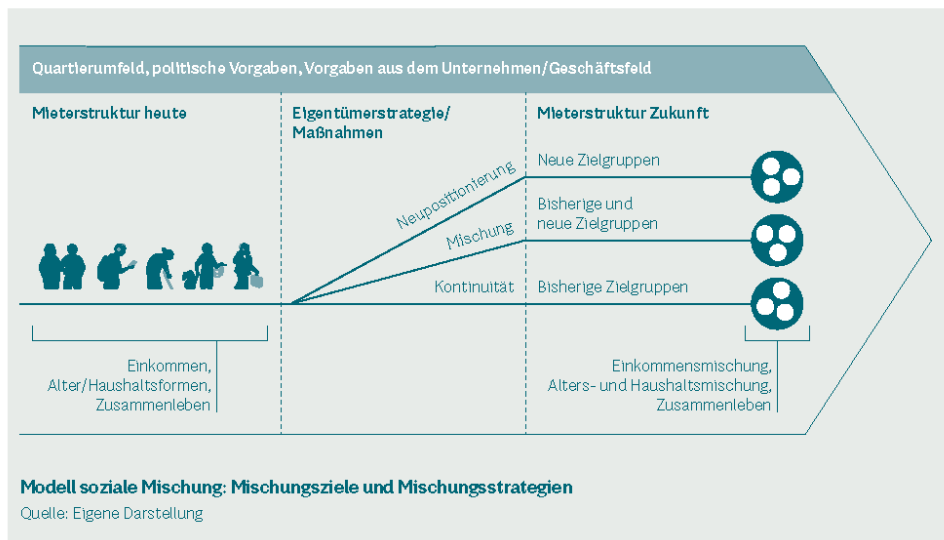 Quartierumfeld, politische Vorgaben, Vorgaben aus dem Unternehmen/Geschäftsfeld
Mieterstruktur heute
Eigentümerstrategie/
Maßnahmen
Mieterstruktur Zukunft
Neupositionierung
Neue Zielgruppen
Mischung
Bisherige und
neue Zielgruppen
Kontinuität
Bisherige Zielgruppen
Einkommen,
Alter/Haushaltsformen,
Zusammenleben
Einkommensmischung,
Alters- und Haushaltsmischung,
Zusammenleben
Modell soziale Mischung: Mischungsziele und Mischungsstrategien
Quelle: Eigene Darstellung